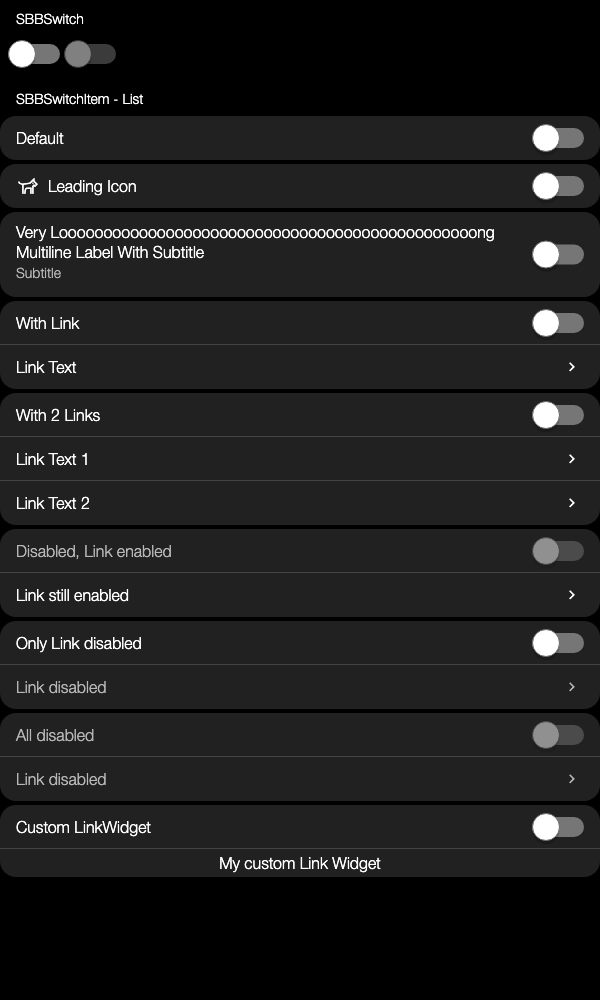 SBBSwitch
SBBSwitchItem - List
Default
Leading Icon
Very Looooooooooooooooooooooooooooooooooooooooooooooong
Multiline Label With Subtitle
Subtitle
With Link
Link Text
With 2 Links
Link Text 1
Link Text 2
Disabled, Link enabled
Link still enabled
Only Link disabled
Link disabled
All disabled
Link disabled
Custom LinkWidget
My custom Link Widget